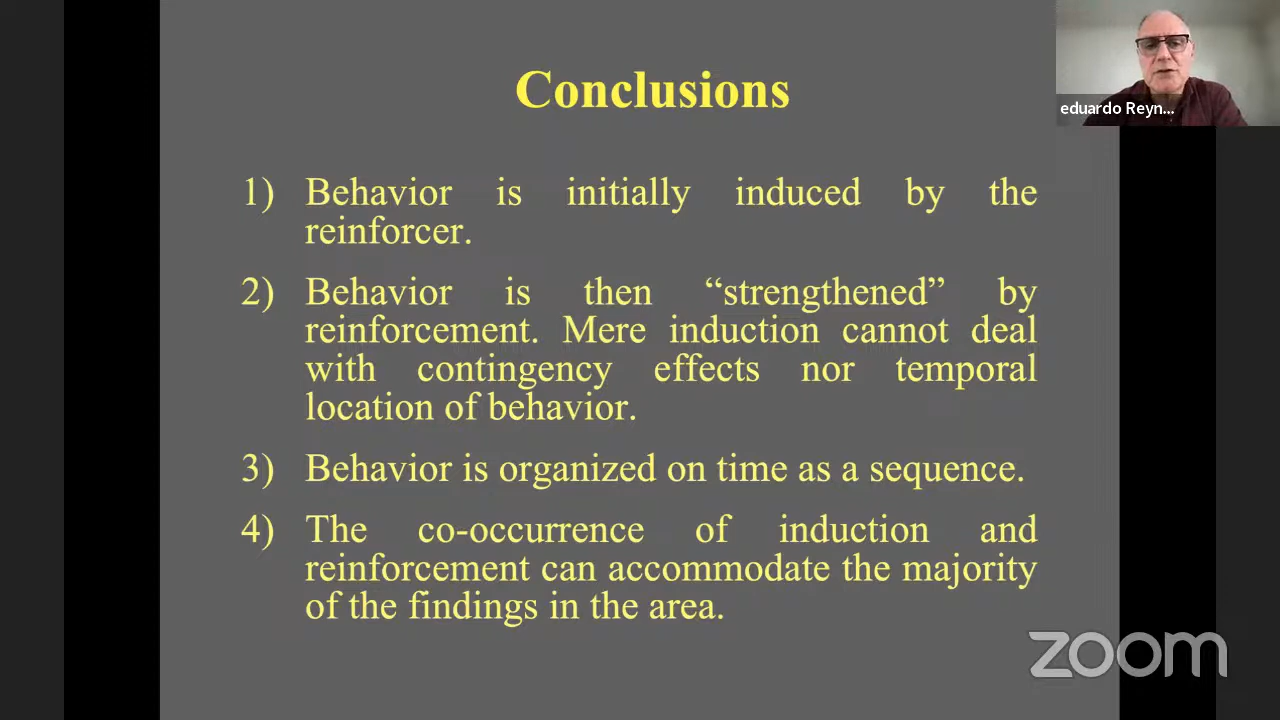 Conclusions
eduardo Reyn...
1) Behavior is initially induced by the
reinforcer.
2) Behavior is then “strengthened” by
reinforcement. Mere induction cannot deal
with contingency effects nor temporal
location of behavior.
3) Behavior is organized on time as a sequence.
4) The co-occurrence of induction and
reinforcement can accommodate the majority
of the findings in the area.
zoom